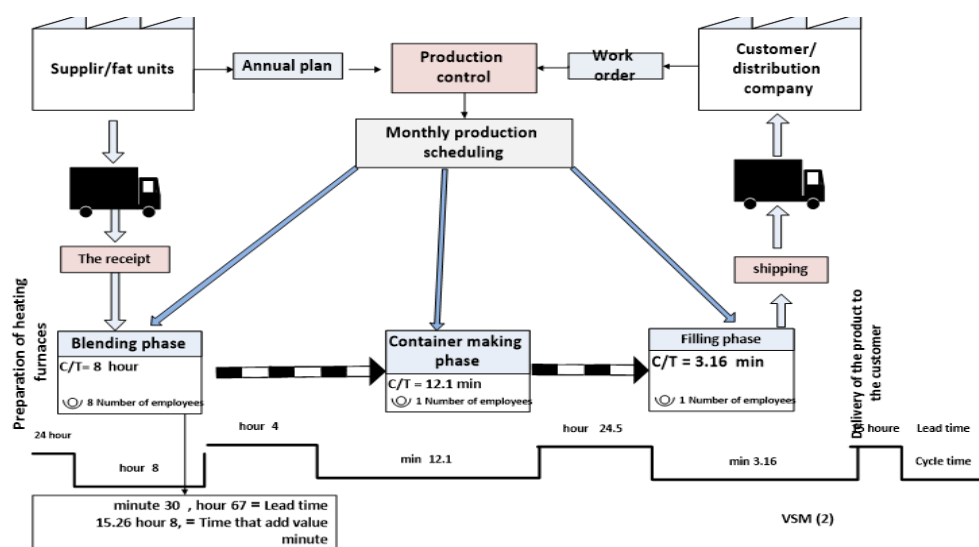 Supplir/fat units
Annual plan
Production
control
Work
order
Customer/
distribution
company
Monthly production
scheduling
The receipt
shipping
Preparation of heating
furnaces
Blending phase
C/T= 8 hour
8 Number of employees
Container making
phase
C/T = 12.1 min
1 Number of employees
Filling phase
C/T = 3.16 min
1 Number of employees
Delivery of the product to
the customer
24 hour
hour 8
hour 4
min 12.1
hour 24.5
min 3.16
houre
Lead time
Cycle time
minute 30 , hour 67 = Lead time
15.26 hour 8, = Time that add value
minute
VSM (2)